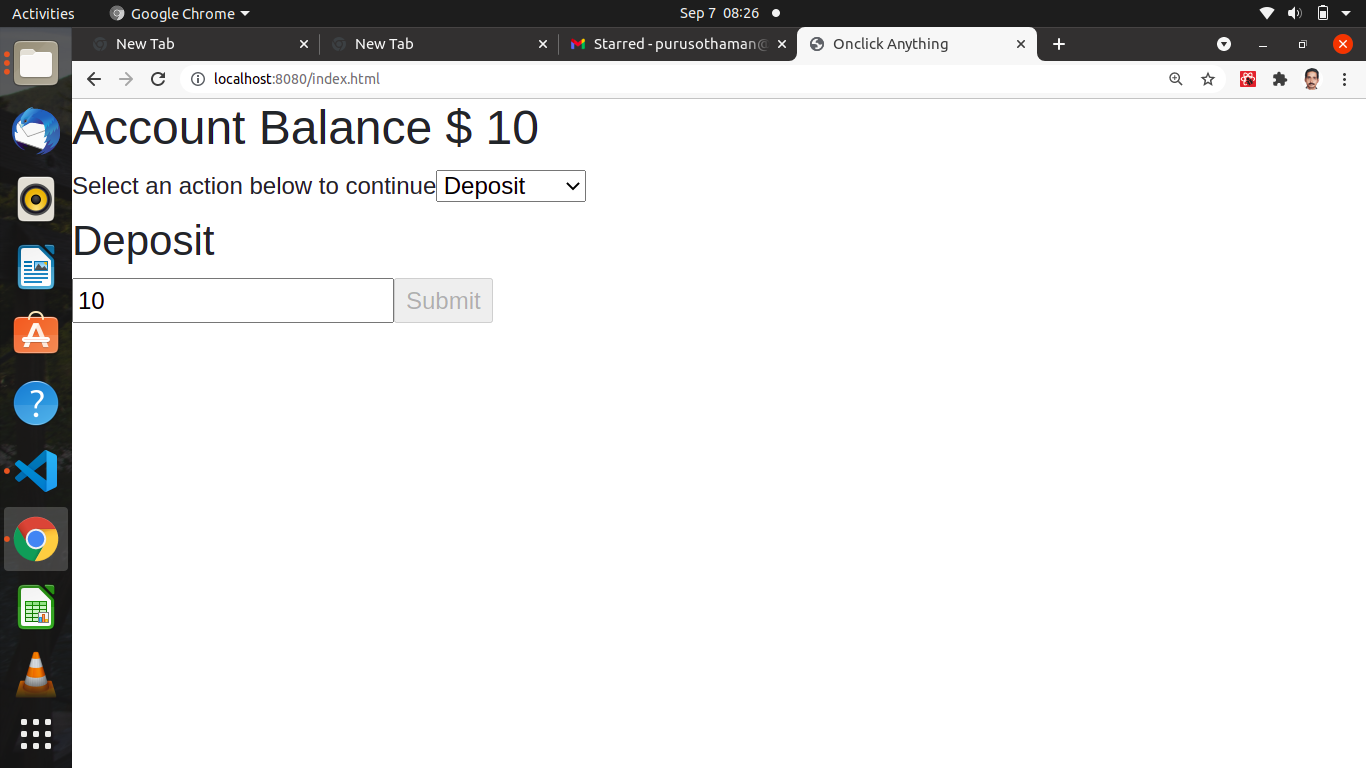 Activities Google Chrome Sep 7 08:26
New Tab New Tab Starred - purusothaman@ Onclick Anything
localhost:8080/index.html
Account Balance $ 10
Select an action below to continue Deposit
Deposit
10 Submit